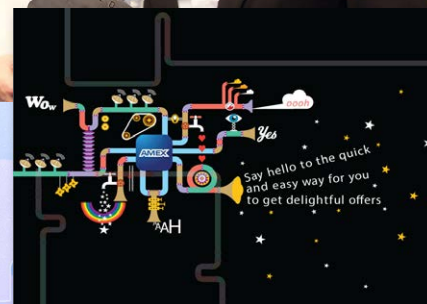 Wow
oooh
AMEX
Yes
Say hello to the quick
and easy way for you
to get delightful offers
AAH